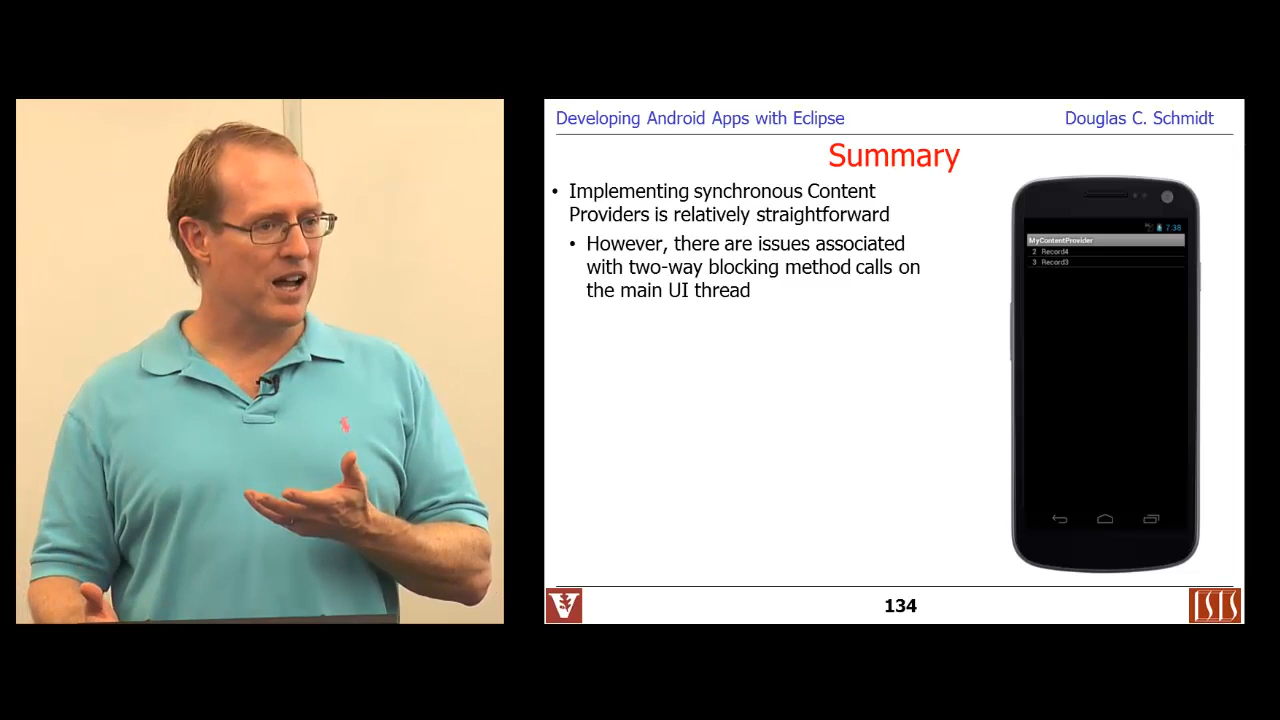 Developing Android Apps with Eclipse
Douglas C. Schmidt
Summary
• Implementing synchronous Content
Providers is relatively straightforward
• However, there are issues associated
with two-way blocking method calls on
the main UI thread
7:38
MyContentProvider
2 Record4
3 Record3
134
V
ISIS